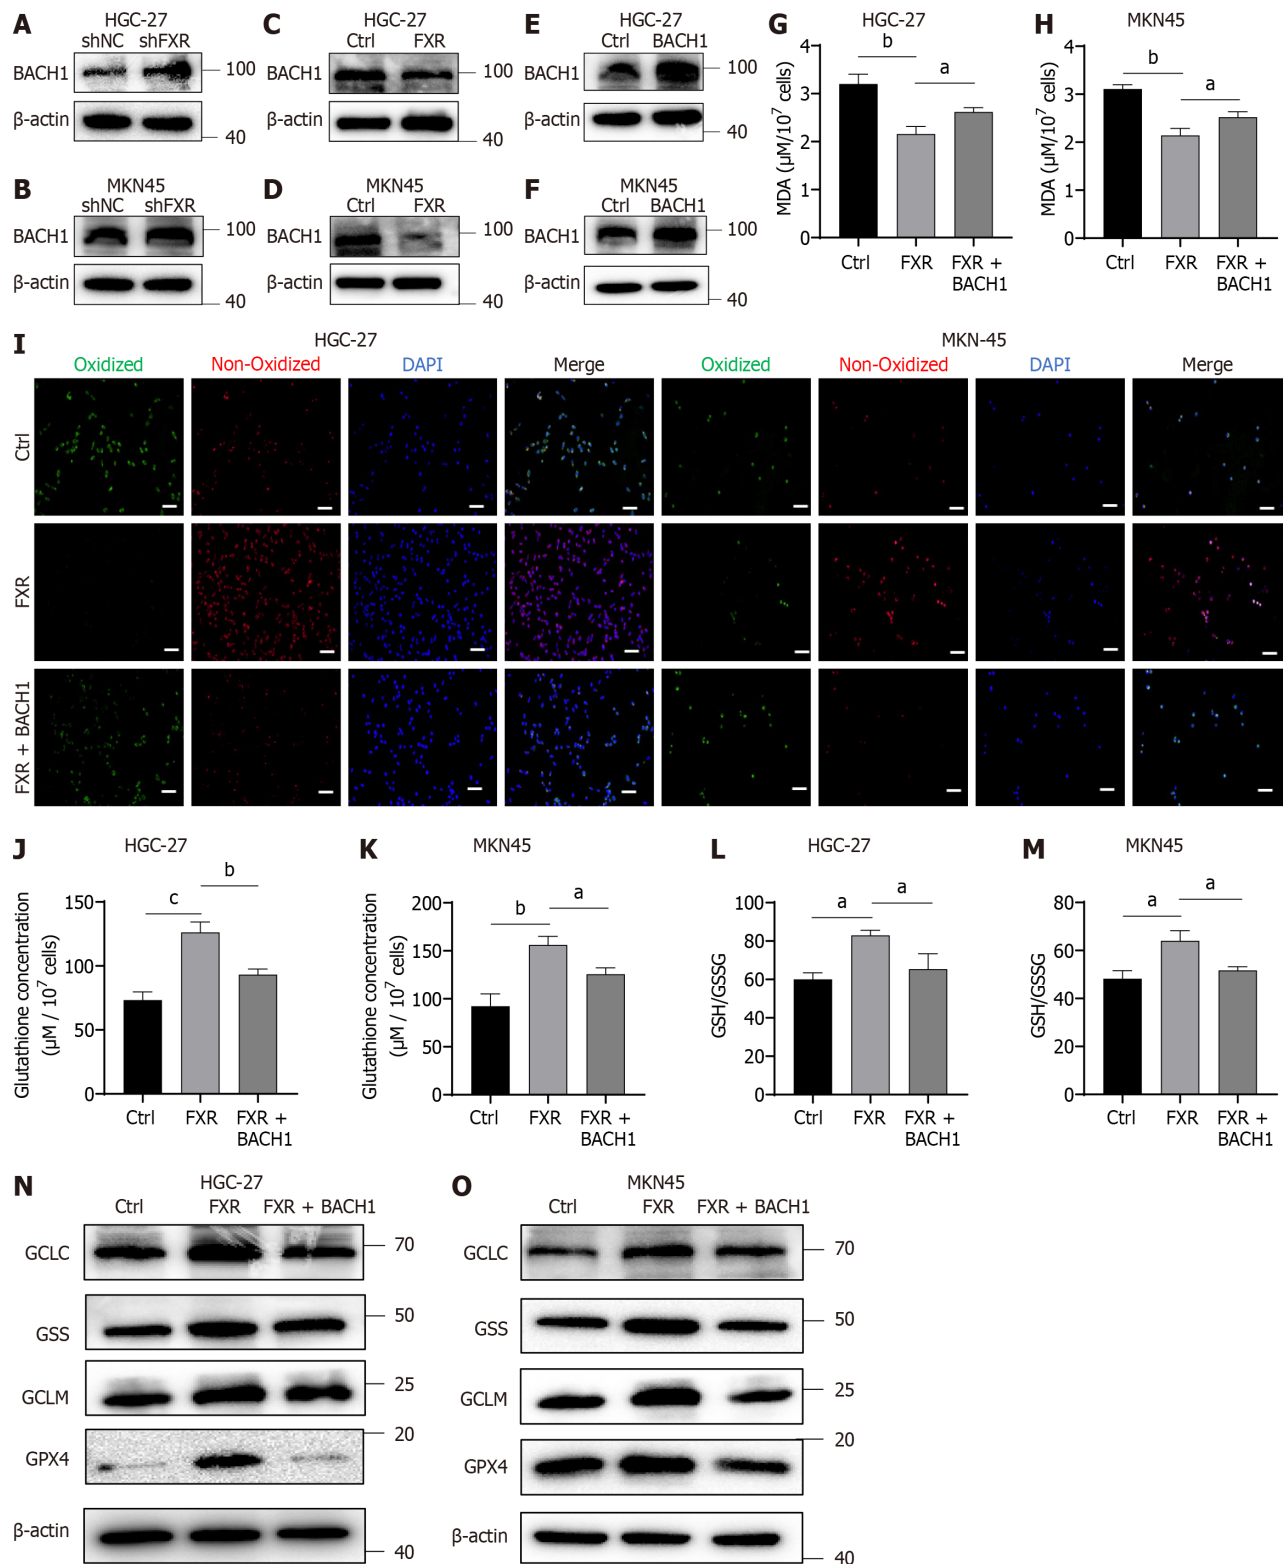 A
HGC-27
shNC shFXR
BACH1
100
β-actin
40
C
HGC-27
Ctrl FXR
BACH1
100
β-actin
40
E
HGC-27
Ctrl BACH1
BACH1
100
β-actin
40
G
HGC-27
MDA (µM/10⁷ cells)
4
3
2
1
0
b
a
Ctrl
FXR
FXR +
BACH1
H
MKN45
MDA (µM/10⁷ cells)
4
3
2
1
0
b
a
Ctrl
FXR
FXR +
BACH1
B
MKN45
shNC shFXR
BACH1
100
β-actin
40
D
MKN45
Ctrl FXR
BACH1
100
β-actin
40
F
MKN45
Ctrl BACH1
BACH1
100
β-actin
40
I
HGC-27
MKN-45
Oxidized Non-Oxidized DAPI Merge Oxidized Non-Oxidized DAPI Merge
Ctrl
FXR
FXR + BACH1
J
HGC-27
Glutathione concentration
(µM / 10⁷ cells)
150
100
50
0
c
b
Ctrl
FXR
FXR +
BACH1
K
MKN45
Glutathione concentration
(µM / 10⁷ cells)
200
150
100
50
0
b
a
Ctrl
FXR
FXR +
BACH1
L
HGC-27
GSH/GSSG
100
80
60
40
20
0
a
a
Ctrl
FXR
FXR +
BACH1
M
MKN45
GSH/GSSG
80
60
40
20
0
a
a
Ctrl
FXR
FXR +
BACH1
N
HGC-27
Ctrl FXR FXR + BACH1
GCLC
70
GSS
50
GCLM
25
GPX4
20
β-actin
40
O
MKN45
Ctrl FXR FXR + BACH1
GCLC
70
GSS
50
GCLM
25
GPX4
20
β-actin
40